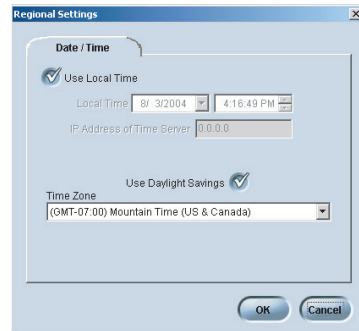 Regional Settings
Date / Time
Use Local Time
Local Time 8/ 3/2004 4:16:49 PM
IP Address of Time Server 0.0.0.0
Use Daylight Savings
Time Zone
(GMT-07:00) Mountain Time (US & Canada)
OK Cancel